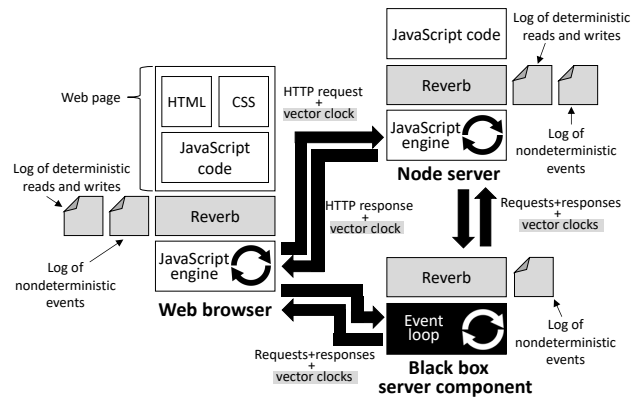 Web page
HTML
CSS
JavaScript
code
Log of deterministic
reads and writes
Reverb
JavaScript
engine
Log of
nondeterministic
events
Web browser
HTTP request
+
vector clock
HTTP response
+
vector clock
JavaScript code
Log of deterministic
reads and writes
Reverb
JavaScript
engine
Log of
nondeterministic
events
Node server
Requests+responses
+
vector clocks
Reverb
Event
loop
Log of
nondeterministic
events
Requests+responses
+
vector clocks
Black box
server component